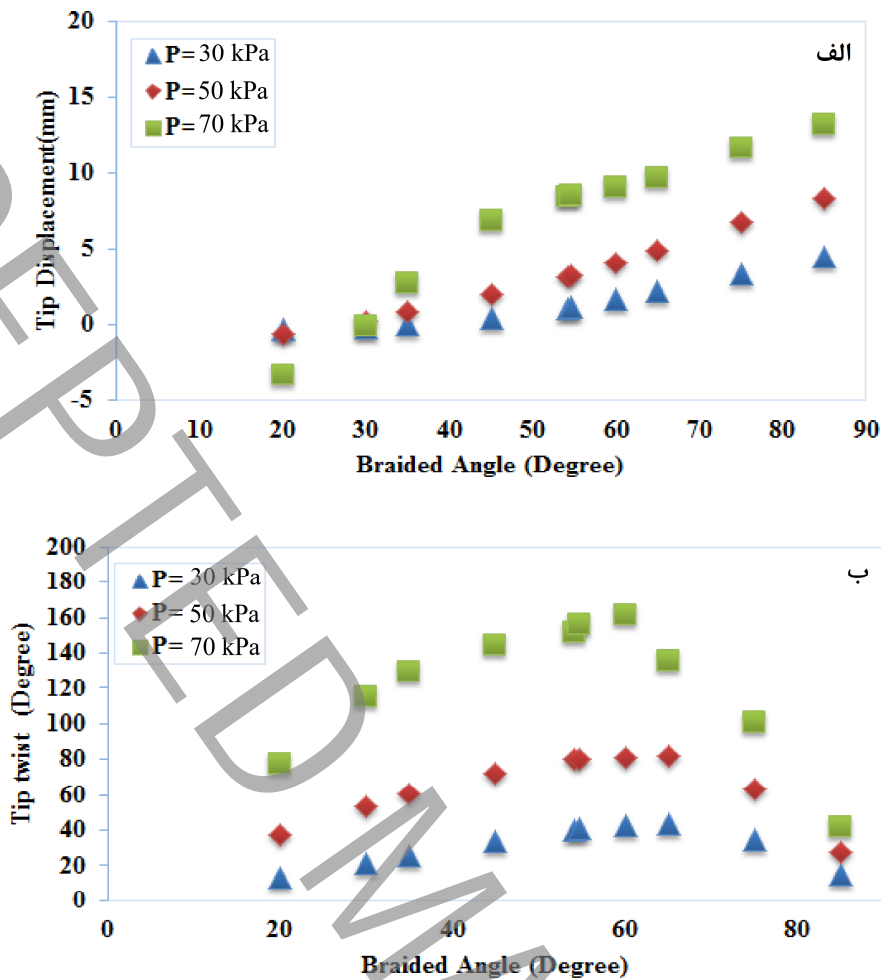 الف
P= 30 kPa
P= 50 kPa
P= 70 kPa
Tip Displacement(mm)
20
15
10
5
0
-5
0 10 20 30 40 50 60 70 80 90
Braided Angle (Degree)
ب
P= 30 kPa
P= 50 kPa
P= 70 kPa
Tip twist (Degree)
200
180
160
140
120
100
80
60
40
20
0
0 20 40 60 80
Braided Angle (Degree)
EPTED M